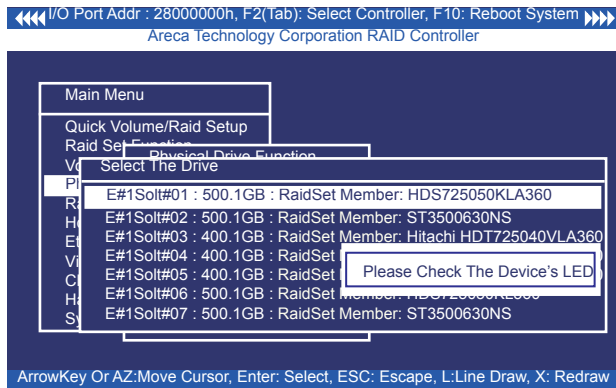 I/O Port Addr : 28000000h, F2(Tab): Select Controller, F10: Reboot System
Areca Technology Corporation RAID Controller
Main Menu
Quick Volume/Raid Setup
Raid Set Function
Physical Drive Function
Select The Drive
E#1Solt#01 : 500.1GB : RaidSet Member: HDS725050KLA360
E#1Solt#02 : 500.1GB : RaidSet Member: ST3500630NS
E#1Solt#03 : 400.1GB : RaidSet Member: Hitachi HDT725040VLA360
E#1Solt#04 : 400.1GB : RaidSet
E#1Solt#05 : 400.1GB : RaidSet
Please Check The Device's LED
E#1Solt#06 : 500.1GB : RaidSet
E#1Solt#07 : 500.1GB : RaidSet Member: ST3500630NS
ArrowKey Or AZ:Move Cursor, Enter: Select, ESC: Escape, L:Line Draw, X: Redraw